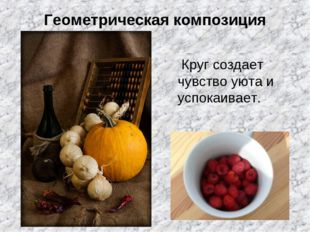 Геометрическая композиция
Круг создает
чувство уюта и
успокаивает.